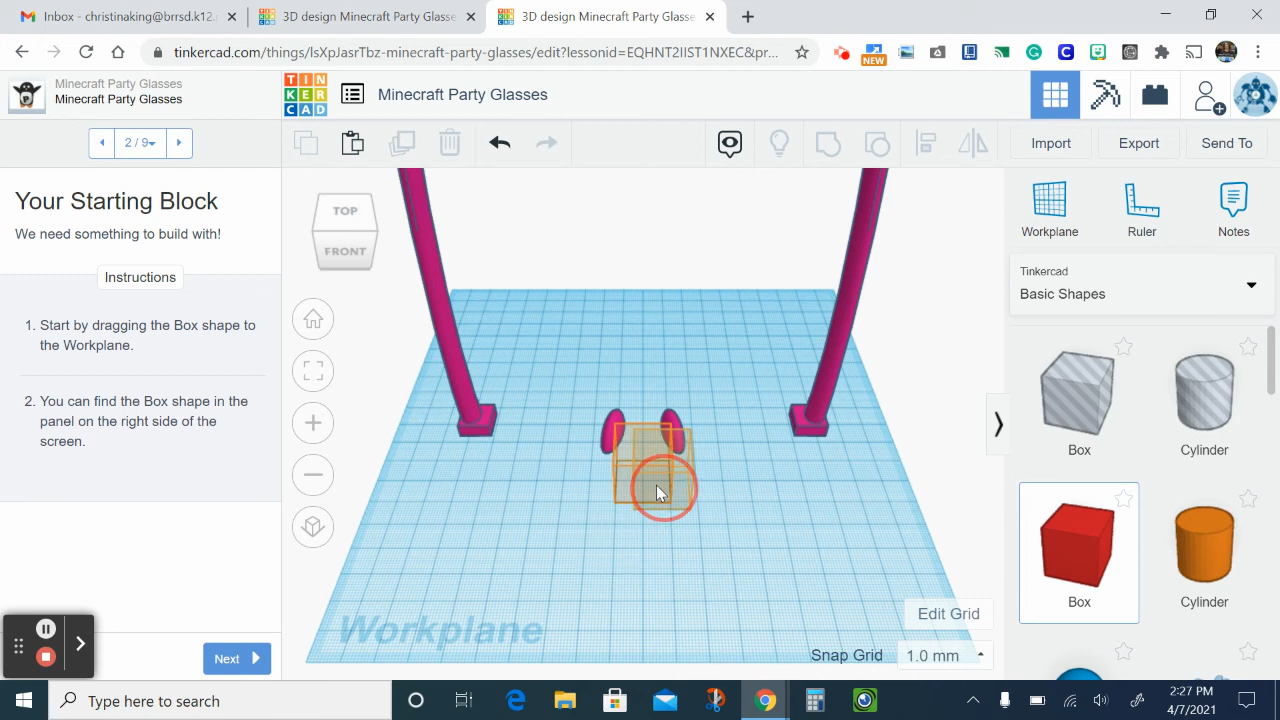 Inbox - christinaking@brrsd.k12.
3D design Minecraft Party Glasse
3D design Minecraft Party Glasse
tinkercad.com/things/lsXpJasrTbz-minecraft-party-glasses/edit?lessonid=EQHNT2IIST1NXEC&pr...
NEW
Minecraft Party Glasses
Minecraft Party Glasses
TIN
KER
CAD
Minecraft Party Glasses
2 / 9
Import
Export
Send To
Your Starting Block
We need something to build with!
Instructions
1. Start by dragging the Box shape to
the Workplane.
2. You can find the Box shape in the
panel on the right side of the
screen.
Next
TOP
FRONT
Workplane
Edit Grid
Snap Grid
1.0 mm
Workplane
Ruler
Notes
Tinkercad
Basic Shapes
Box
Cylinder
Box
Cylinder
Type here to search
2:27 PM
4/7/2021